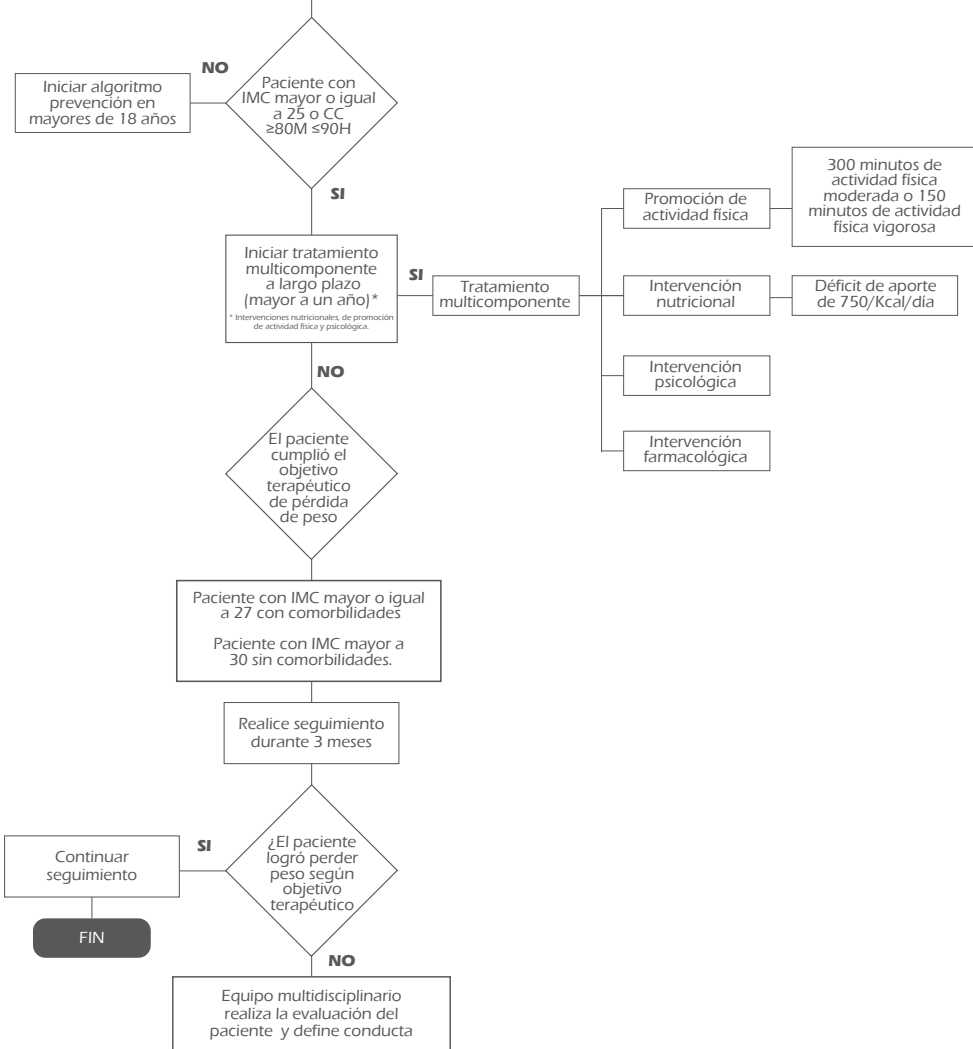 NO
Iniciar algoritmo
prevención en
mayores de 18 años
Paciente con
IMC mayor o igual
a 25 o CC
≥80M ≤90H
SI
Iniciar tratamiento
multicomponente
a largo plazo
(mayor a un año)*
* Intervenciones nutricionales, de promoción
de actividad física y psicológica.
SI
Tratamiento
multicomponente
Promoción de
actividad física
300 minutos de
actividad física
moderada o 150
minutos de actividad
física vigorosa
Intervención
nutricional
Déficit de aporte
de 750/Kcal/día
Intervención
psicológica
Intervención
farmacológica
NO
El paciente
cumplió el
objetivo
terapéutico
de pérdida
de peso
Paciente con IMC mayor o igual
a 27 con comorbilidades
Paciente con IMC mayor a
30 sin comorbilidades.
Realice seguimiento
durante 3 meses
¿El paciente
logró perder
peso según
objetivo
terapéutico
SI
Continuar
seguimiento
FIN
NO
Equipo multidisciplinario
realiza la evaluación del
paciente y define conducta